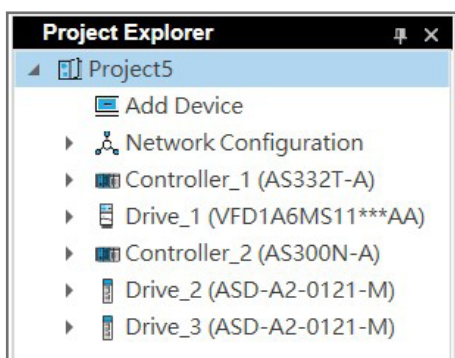 Project Explorer
Project5
Add Device
Network Configuration
Controller_1 (AS332T-A)
Drive_1 (VFD1A6MS11***AA)
Controller_2 (AS300N-A)
Drive_2 (ASD-A2-0121-M)
Drive_3 (ASD-A2-0121-M)